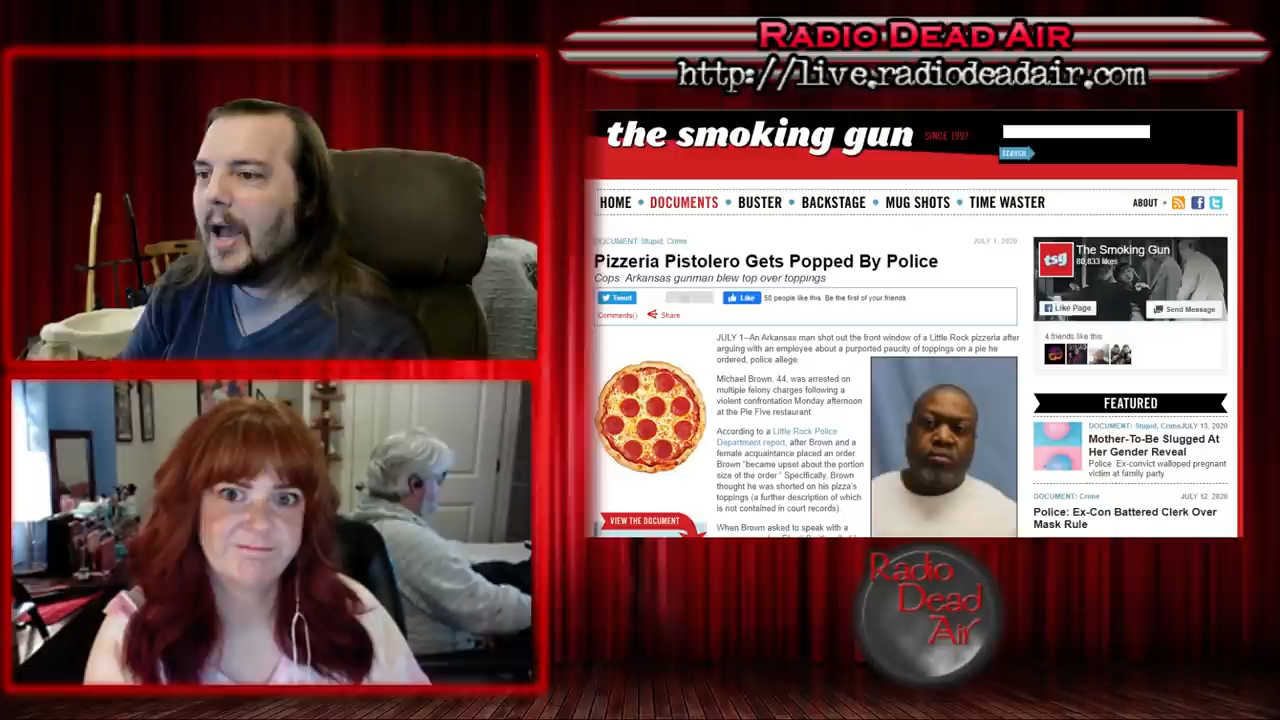 RADIO DEAD AIR
http://live.radiodeadair.com
the smoking gun SINCE 1997
SEARCH
HOME • DOCUMENTS • BUSTER • BACKSTAGE • MUG SHOTS • TIME WASTER
ABOUT •
DOCUMENT: Stupid, Crime
JULY 1, 2020
Pizzeria Pistolero Gets Popped By Police
Cops: Arkansas gunman blew top over toppings
Tweet
Like 58 people like this. Be the first of your friends
Comments()
Share
JULY 1--An Arkansas man shot out the front window of a Little Rock pizzeria after
arguing with an employee about a purported paucity of toppings on a pie he
ordered, police allege.
Michael Brown, 44, was arrested on
multiple felony charges following a
violent confrontation Monday afternoon
at the Pie Five restaurant
According to a Little Rock Police
Department report, after Brown and a
female acquaintance placed an order.
Brown "became upset about the portion
size of the order." Specifically, Brown
thought he was shorted on his pizza's
toppings (a further description of which
is not contained in court records).
When Brown asked to speak with a
VIEW THE DOCUMENT
tsg
The Smoking Gun
80,833 likes
Like Page
Send Message
4 friends like this
FEATURED
DOCUMENT: Stupid, Crime JULY 13, 2020
Mother-To-Be Slugged At
Her Gender Reveal
Police: Ex-convict walloped pregnant
victim at family party
DOCUMENT: Crime
JULY 12, 2020
Police: Ex-Con Battered Clerk Over
Mask Rule
Radio
Dead
Air